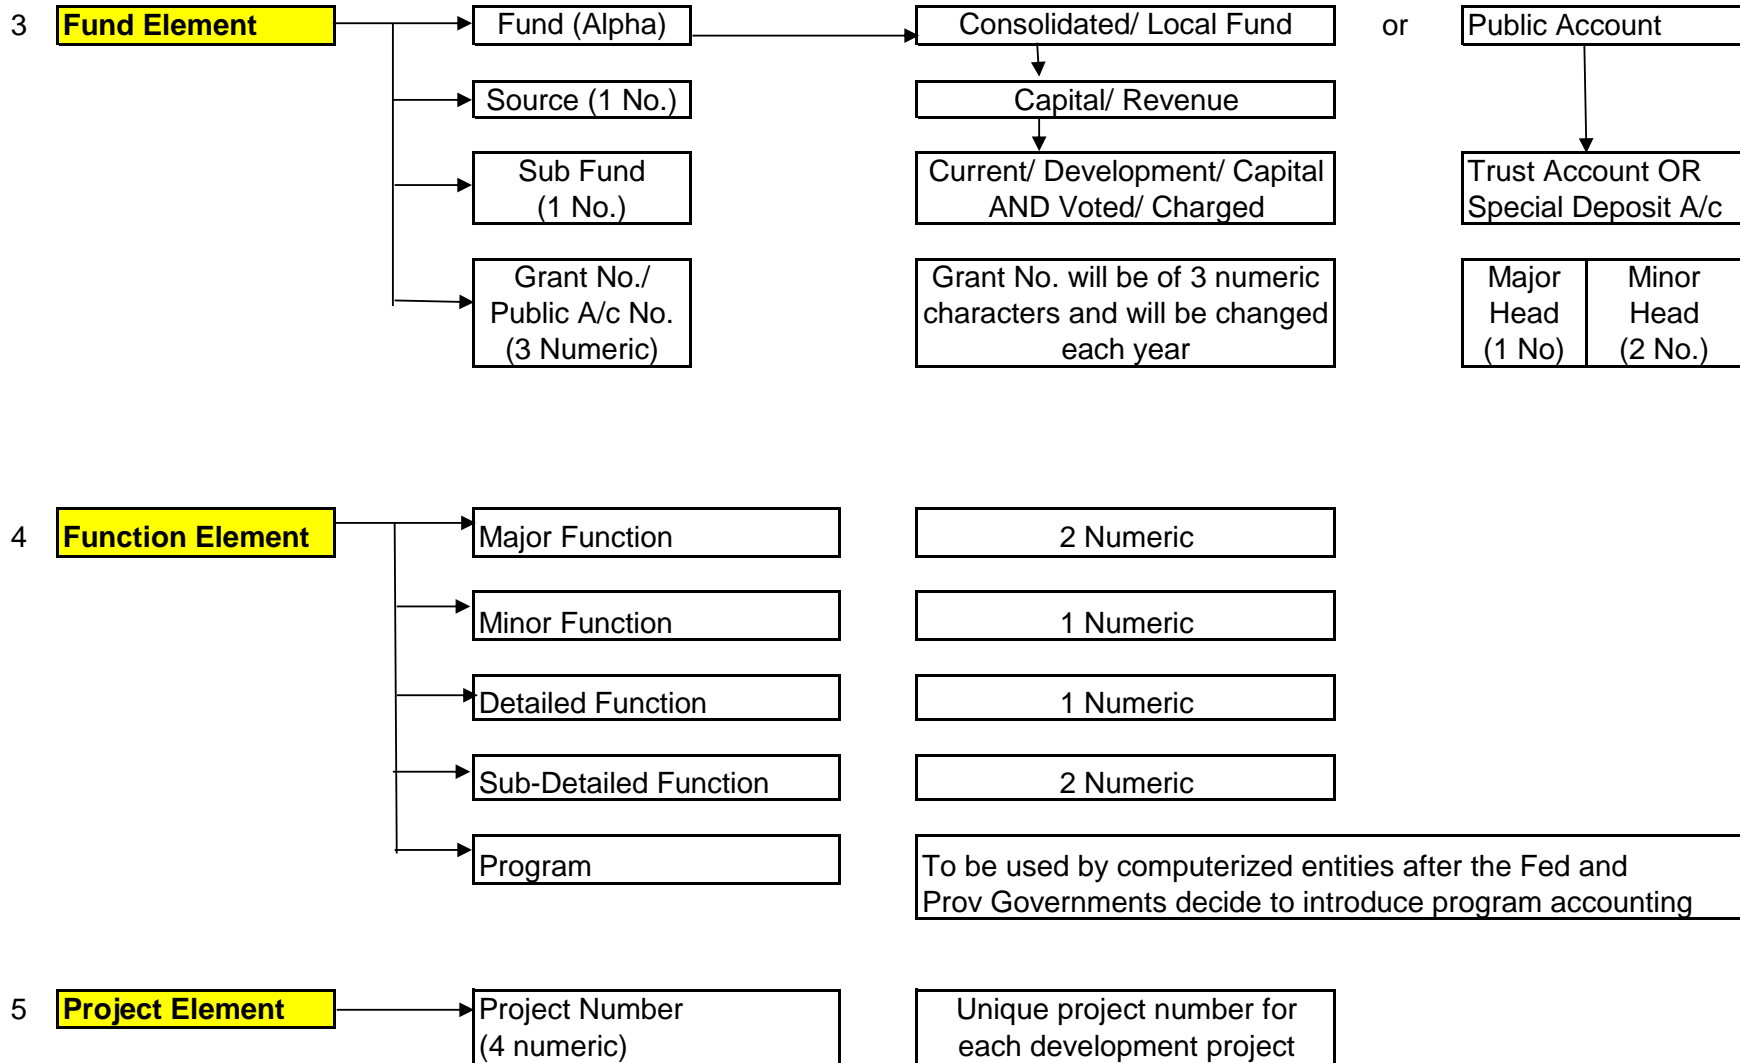 3 Fund Element Fund (Alpha) Consolidated/ Local Fund or Public Account
Source (1 No.) Capital/ Revenue
Sub Fund Current/ Development/ Capital Trust Account OR
(1 No.) AND Voted/ Charged Special Deposit A/c
Grant No./ Grant No. will be of 3 numeric Major Minor
Public A/c No. characters and will be changed Head Head
(3 Numeric) each year (1 No) (2 No.)
4 Function Element Major Function 2 Numeric
Minor Function 1 Numeric
Detailed Function 1 Numeric
Sub-Detailed Function 2 Numeric
Program To be used by computerized entities after the Fed and
Prov Governments decide to introduce program accounting
5 Project Element Project Number Unique project number for
(4 numeric) each development project